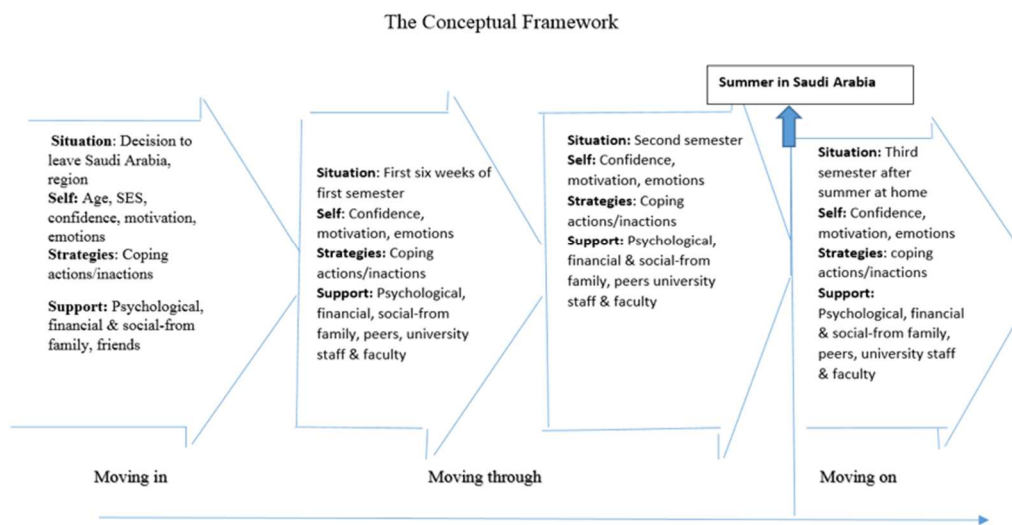 The Conceptual Framework
Summer in Saudi Arabia
Situation: Decision to
leave Saudi Arabia,
region
Self: Age, SES,
confidence, motivation,
emotions
Strategies: Coping
actions/inactions
Support: Psychological,
financial & social-from
family, friends
Situation: First six weeks of
first semester
Self: Confidence,
motivation, emotions
Strategies: Coping
actions/inactions
Support: Psychological,
financial, social-from
family, peers, university
staff & faculty
Situation: Second semester
Self: Confidence,
motivation, emotions
Strategies: Coping
actions/inactions
Support: Psychological,
financial & social-from
family, peers university
staff & faculty
Situation: Third
semester after
summer at home
Self: Confidence,
motivation, emotions
Strategies: coping
actions/inactions
Support:
Psychological, financial
& social-from family,
peers, university staff
& faculty
Moving in
Moving through
Moving on